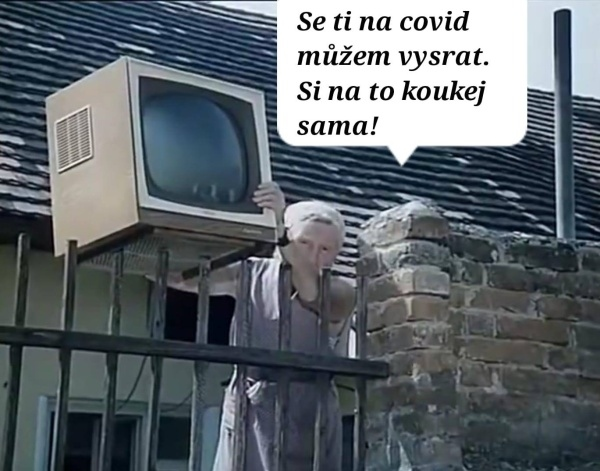 Se ti na covid
můžem vysrat.
Si na to koukej
sama!